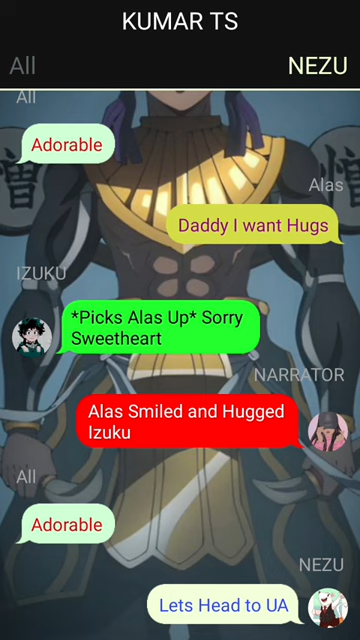 KUMAR TS
All
NEZU
All
Adorable
Alas
Daddy I want Hugs
IZUKU
*Picks Alas Up* Sorry
Sweetheart
NARRATOR
Alas Smiled and Hugged
Izuku
All
Adorable
NEZU
Lets Head to UA
憎